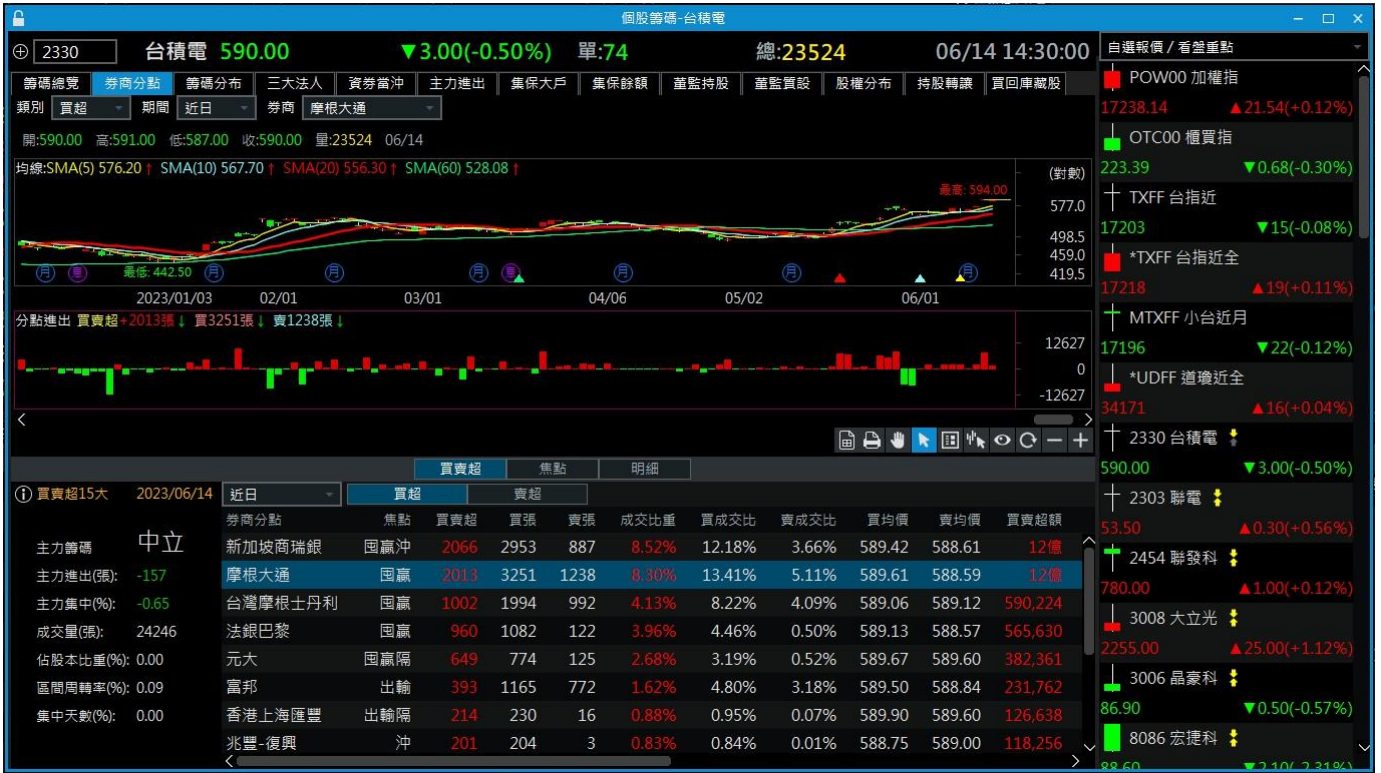 個股籌碼-台積電
2330 台積電 590.00 ▼3.00(-0.50%) 單:74 總:23524 06/14 14:30:00
籌碼總覽 券商分點 籌碼分布 三大法人 資券當沖 主力進出 集保大戶 集保餘額 董監持股 董監質設 股權分布 持股轉讓 買回庫藏股
類別 買超 期間 近日 券商 摩根大通
開:590.00 高:591.00 低:587.00 收:590.00 量:23524 06/14
均線:SMA(5) 576.20↑ SMA(10) 567.70↑ SMA(20) 556.30↑ SMA(60) 528.08↑ (對數)
最高: 594.00
577.0
498.5
459.0
419.5
月 最低: 442.50 月 月 月 月 月 月
2023/01/03 02/01 03/01 04/06 05/02 06/01
分點進出 買賣超+2013張↓ 買3251張↓ 賣1238張↓
12627
0
-12627
買賣超 焦點 明細
買賣超15大 2023/06/14 近日 買超 賣超
主力籌碼 中立
主力進出(張): -157
主力集中(%): -0.65
成交量(張): 24246
佔股本比重(%): 0.00
區間周轉率(%): 0.09
集中天數(%): 0.00
券商分點 焦點 買賣超 買張 賣張 成交比重 買成交比 賣成交比 買均價 賣均價 買賣超額
新加坡商瑞銀 囤贏沖 2066 2953 887 8.52% 12.18% 3.66% 589.42 588.61 12億
摩根大通 囤贏 2013 3251 1238 8.30% 13.41% 5.11% 589.61 588.59 12億
台灣摩根士丹利 囤贏 1002 1994 992 4.13% 8.22% 4.09% 589.06 589.12 590,224
法銀巴黎 囤贏 960 1082 122 3.96% 4.46% 0.50% 589.13 588.57 565,630
元大 囤贏隔 649 774 125 2.68% 3.19% 0.52% 589.67 589.60 382,361
富邦 出輸 393 1165 772 1.62% 4.80% 3.18% 589.50 588.84 231,762
香港上海匯豐 出輸隔 214 230 16 0.88% 0.95% 0.07% 589.90 589.60 126,638
兆豐-復興 沖 201 204 3 0.83% 0.84% 0.01% 588.75 589.00 118,256
自選報價 / 看盤重點
POW00 加權指
17238.14 ▲21.54(+0.12%)
OTC00 櫃買指
223.39 ▼0.68(-0.30%)
TXFF 台指近
17203 ▼15(-0.08%)
*TXFF 台指近全
17218 ▲19(+0.11%)
MTXFF 小台近月
17196 ▼22(-0.12%)
*UDFF 道瓊近全
34171 ▲16(+0.04%)
2330 台積電
590.00 ▼3.00(-0.50%)
2303 聯電
53.50 ▲0.30(+0.56%)
2454 聯發科
780.00 ▲1.00(+0.12%)
3008 大立光
2255.00 ▲25.00(+1.12%)
3006 晶豪科
86.90 ▼0.50(-0.57%)
8086 宏捷科
88.60 ▼2.10(-2.31%)